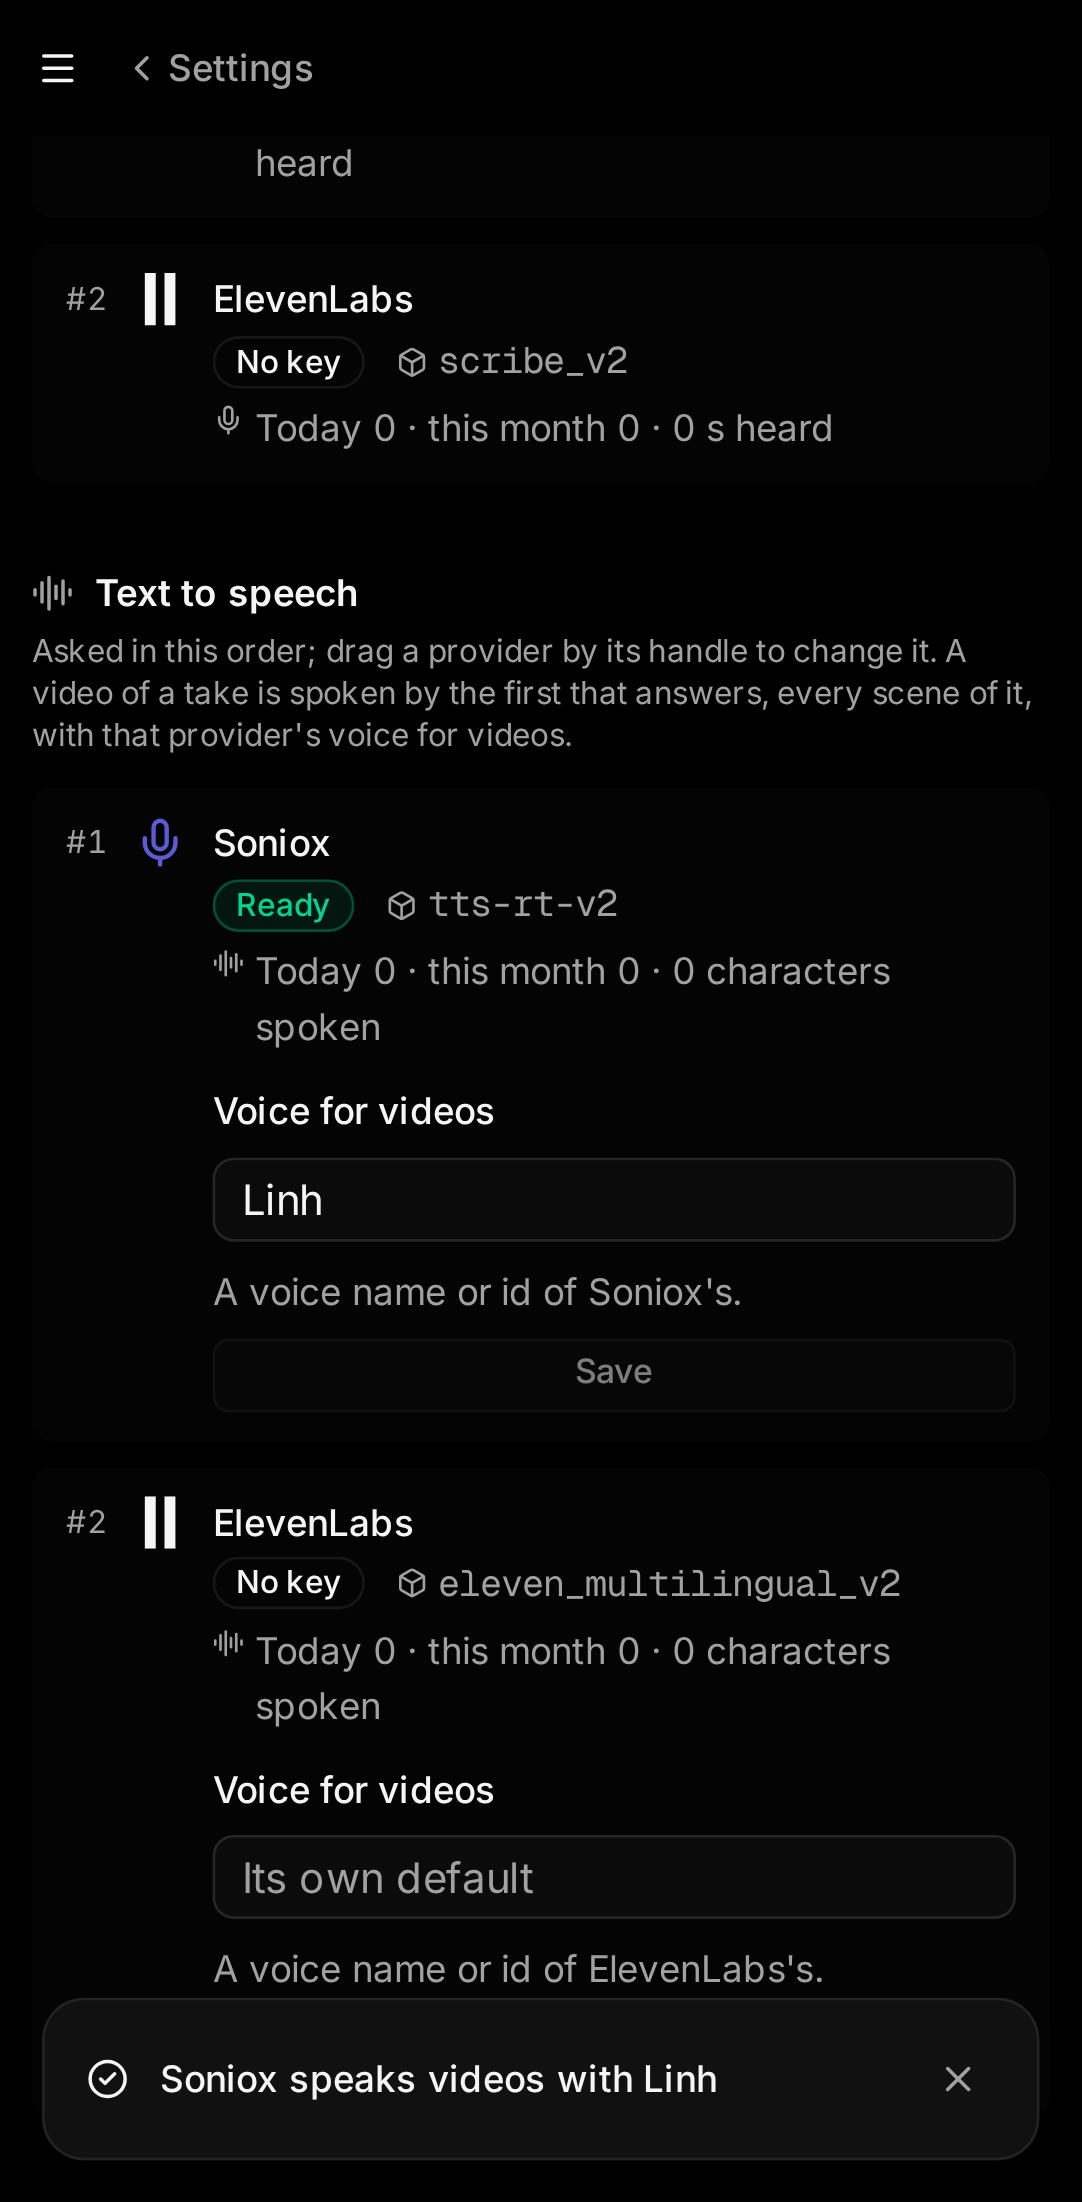 Settings
heard
#2 ElevenLabs
No key scribe_v2
Today 0 · this month 0 · 0 s heard
Text to speech
Asked in this order; drag a provider by its handle to change it. A
video of a take is spoken by the first that answers, every scene of it,
with that provider's voice for videos.
#1 Soniox
Ready tts-rt-v2
Today 0 · this month 0 · 0 characters
spoken
Voice for videos
Linh
A voice name or id of Soniox's.
Save
#2 ElevenLabs
No key eleven_multilingual_v2
Today 0 · this month 0 · 0 characters
spoken
Voice for videos
Its own default
A voice name or id of ElevenLabs's.
Soniox speaks videos with Linh